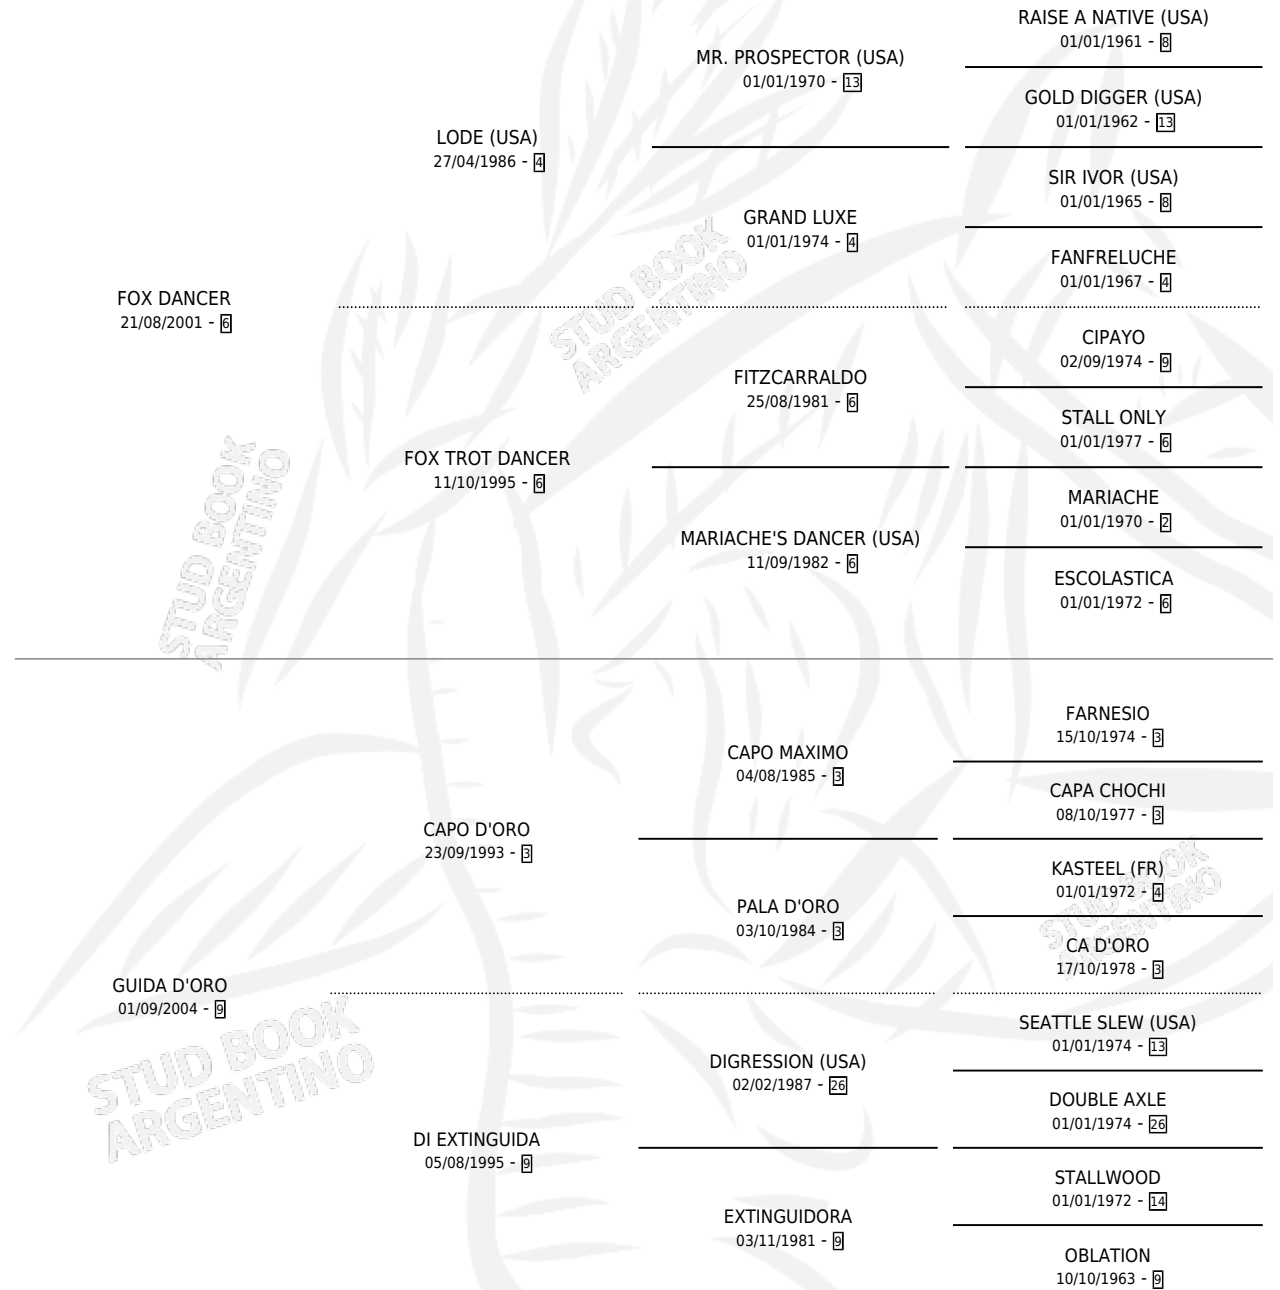 RAISE A NATIVE (USA)
01/01/1961 - 8
MR. PROSPECTOR (USA)
01/01/1970 - 13
GOLD DIGGER (USA)
01/01/1962 - 13
LODE (USA)
27/04/1986 - 4
SIR IVOR (USA)
01/01/1965 - 8
GRAND LUXE
01/01/1974 - 4
FANFRELUCHE
01/01/1967 - 4
FOX DANCER
21/08/2001 - 6
STUD BOOK
ARGENTINO
CIPAYO
02/09/1974 - 9
FITZCARRALDO
25/08/1981 - 6
STALL ONLY
01/01/1977 - 6
FOX TROT DANCER
11/10/1995 - 6
MARIACHE
01/01/1970 - 2
MARIACHE'S DANCER (USA)
11/09/1982 - 6
ESCOLASTICA
01/01/1972 - 6
STUD BOOK
ARGENTINO
FARNESIO
15/10/1974 - 3
CAPO MAXIMO
04/08/1985 - 3
CAPA CHOCHI
08/10/1977 - 3
CAPO D'ORO
23/09/1993 - 3
KASTEEL (FR)
01/01/1972 - 4
PALA D'ORO
03/10/1984 - 3
STUD BOOK
ARGENTINO
CA D'ORO
17/10/1978 - 3
GUIDA D'ORO
01/09/2004 - 9
STUD BOOK
ARGENTINO
SEATTLE SLEW (USA)
01/01/1974 - 13
DIGRESSION (USA)
02/02/1987 - 26
DOUBLE AXLE
01/01/1974 - 26
DI EXTINGUIDA
05/08/1995 - 9
STALLWOOD
01/01/1972 - 14
EXTINGUIDORA
03/11/1981 - 9
OBLATION
10/10/1963 - 9